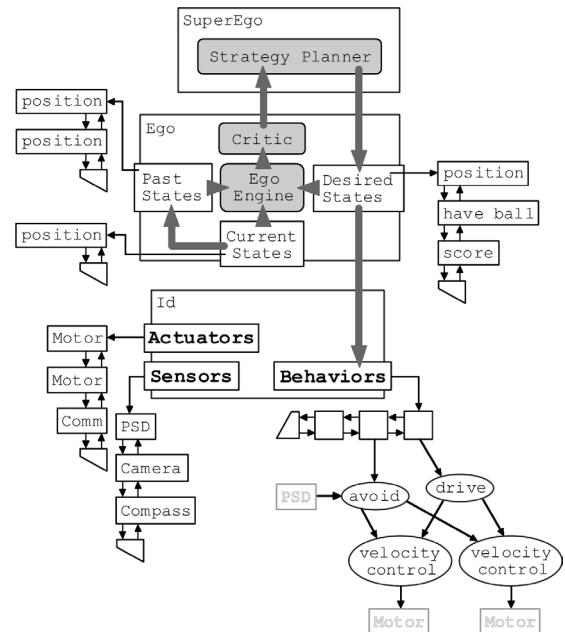 SuperEgo
Strategy Planner
position
position
Ego
Critic
Past
States
Ego
Engine
Desired
States
position
have ball
score
position
Current
States
Id
Motor
Actuators
Motor
Sensors
Behaviors
Comm
PSD
Camera
Compass
PSD
avoid
drive
velocity
control
velocity
control
Motor
Motor